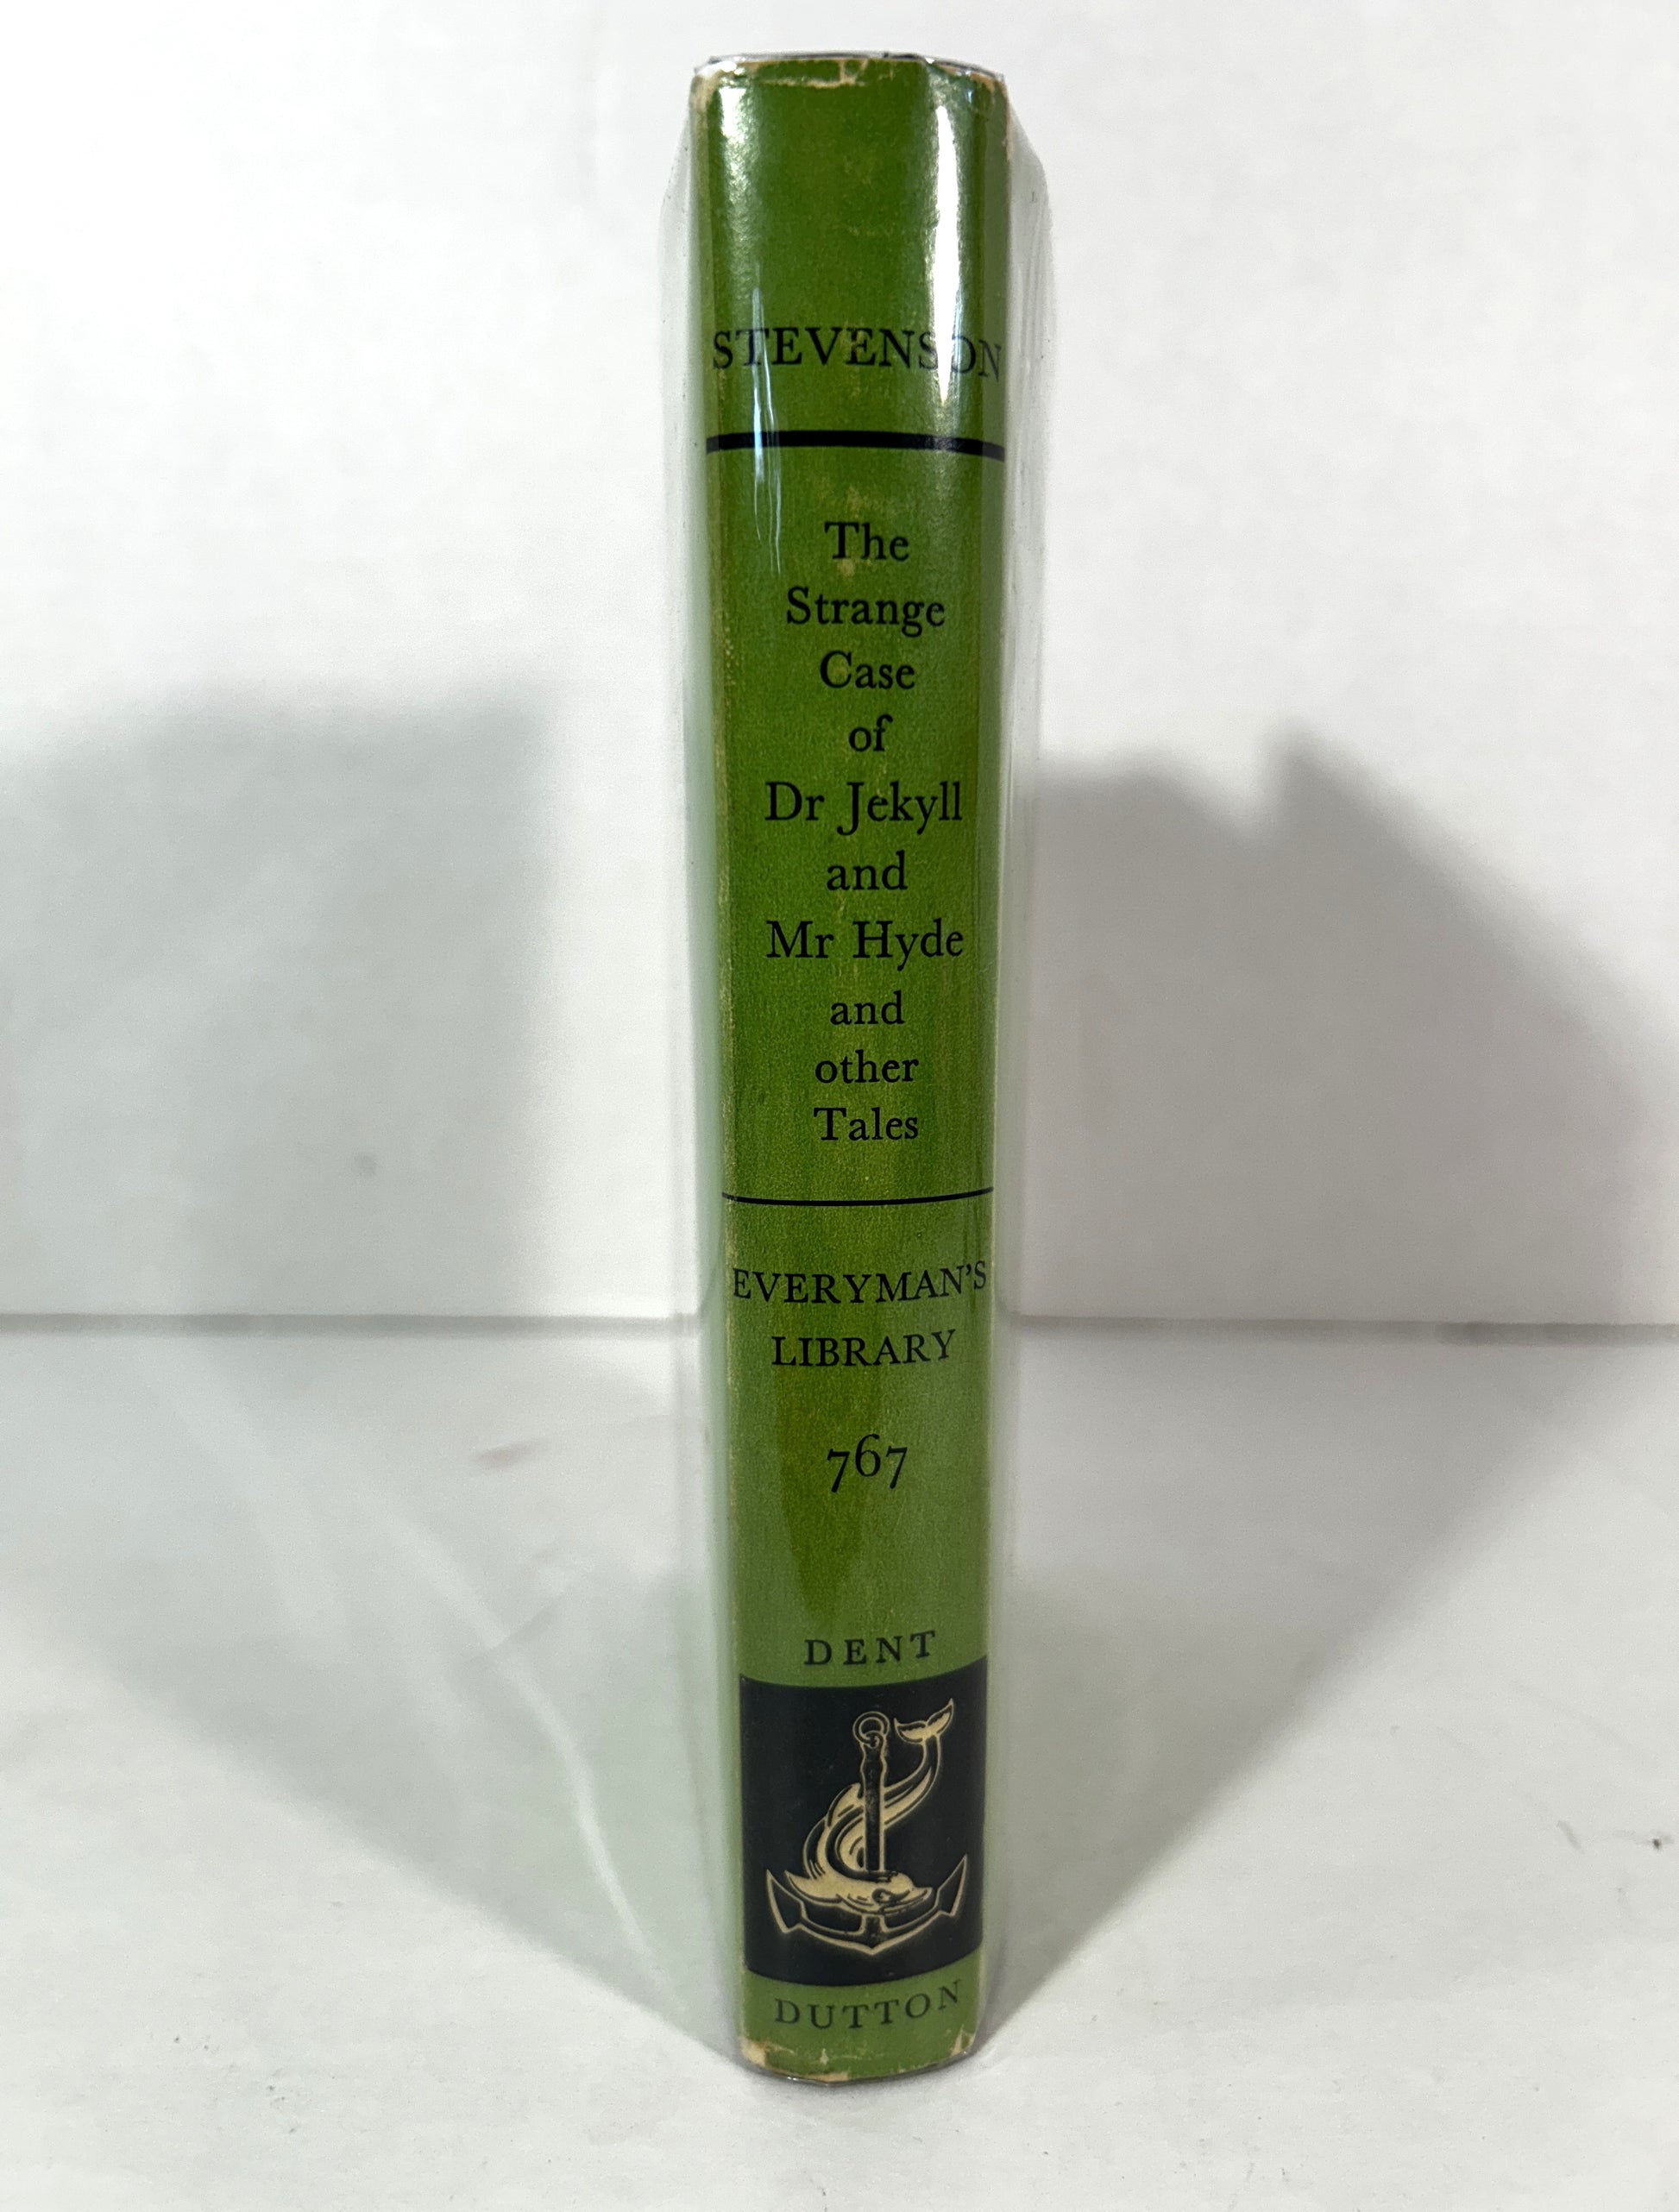 STEVENSON
The
Strange
Case
of
Dr Jekyll
and
Mr Hyde
and
other
Tales
EVERYMAN'S
LIBRARY
767
DENT
DUTTON